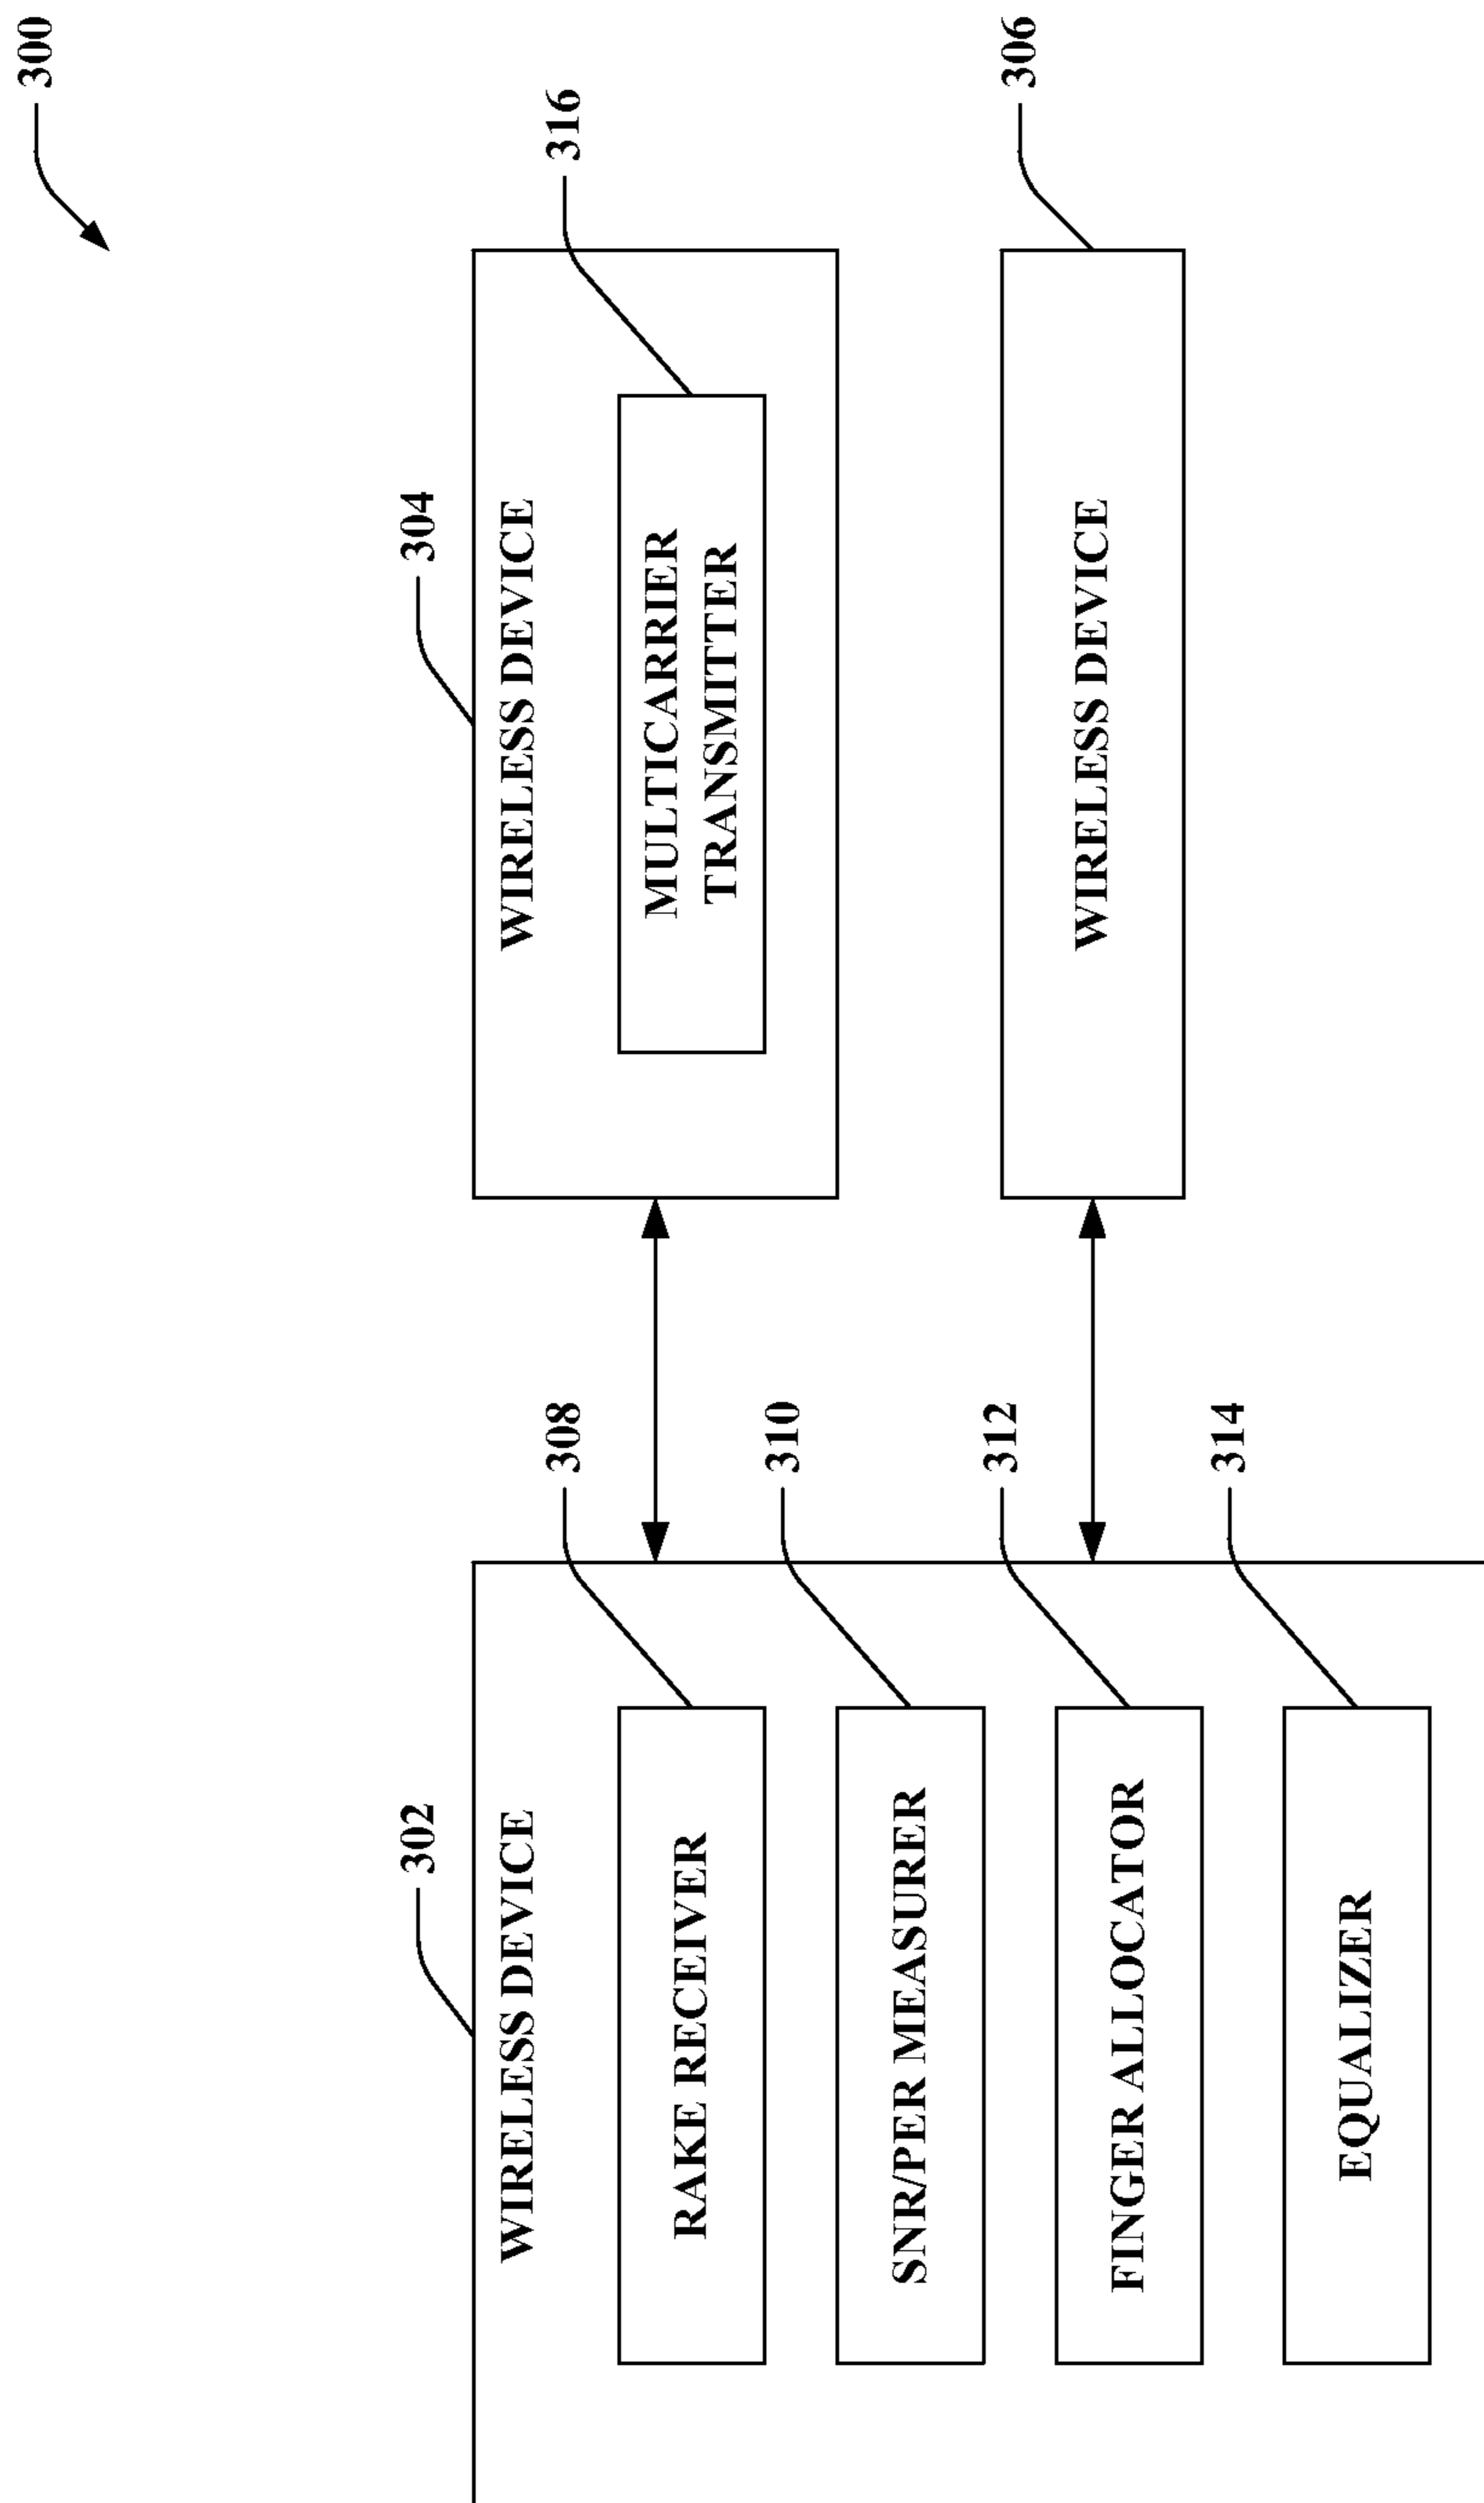 300
302
WIRELESS DEVICE
308
RAKE RECEIVER
310
SNR/PER MEASURER
312
FINGER ALLOCATOR
314
EQUALIZER
304
WIRELESS DEVICE
316
MULTICARRIER
TRANSMITTER
306
WIRELESS DEVICE